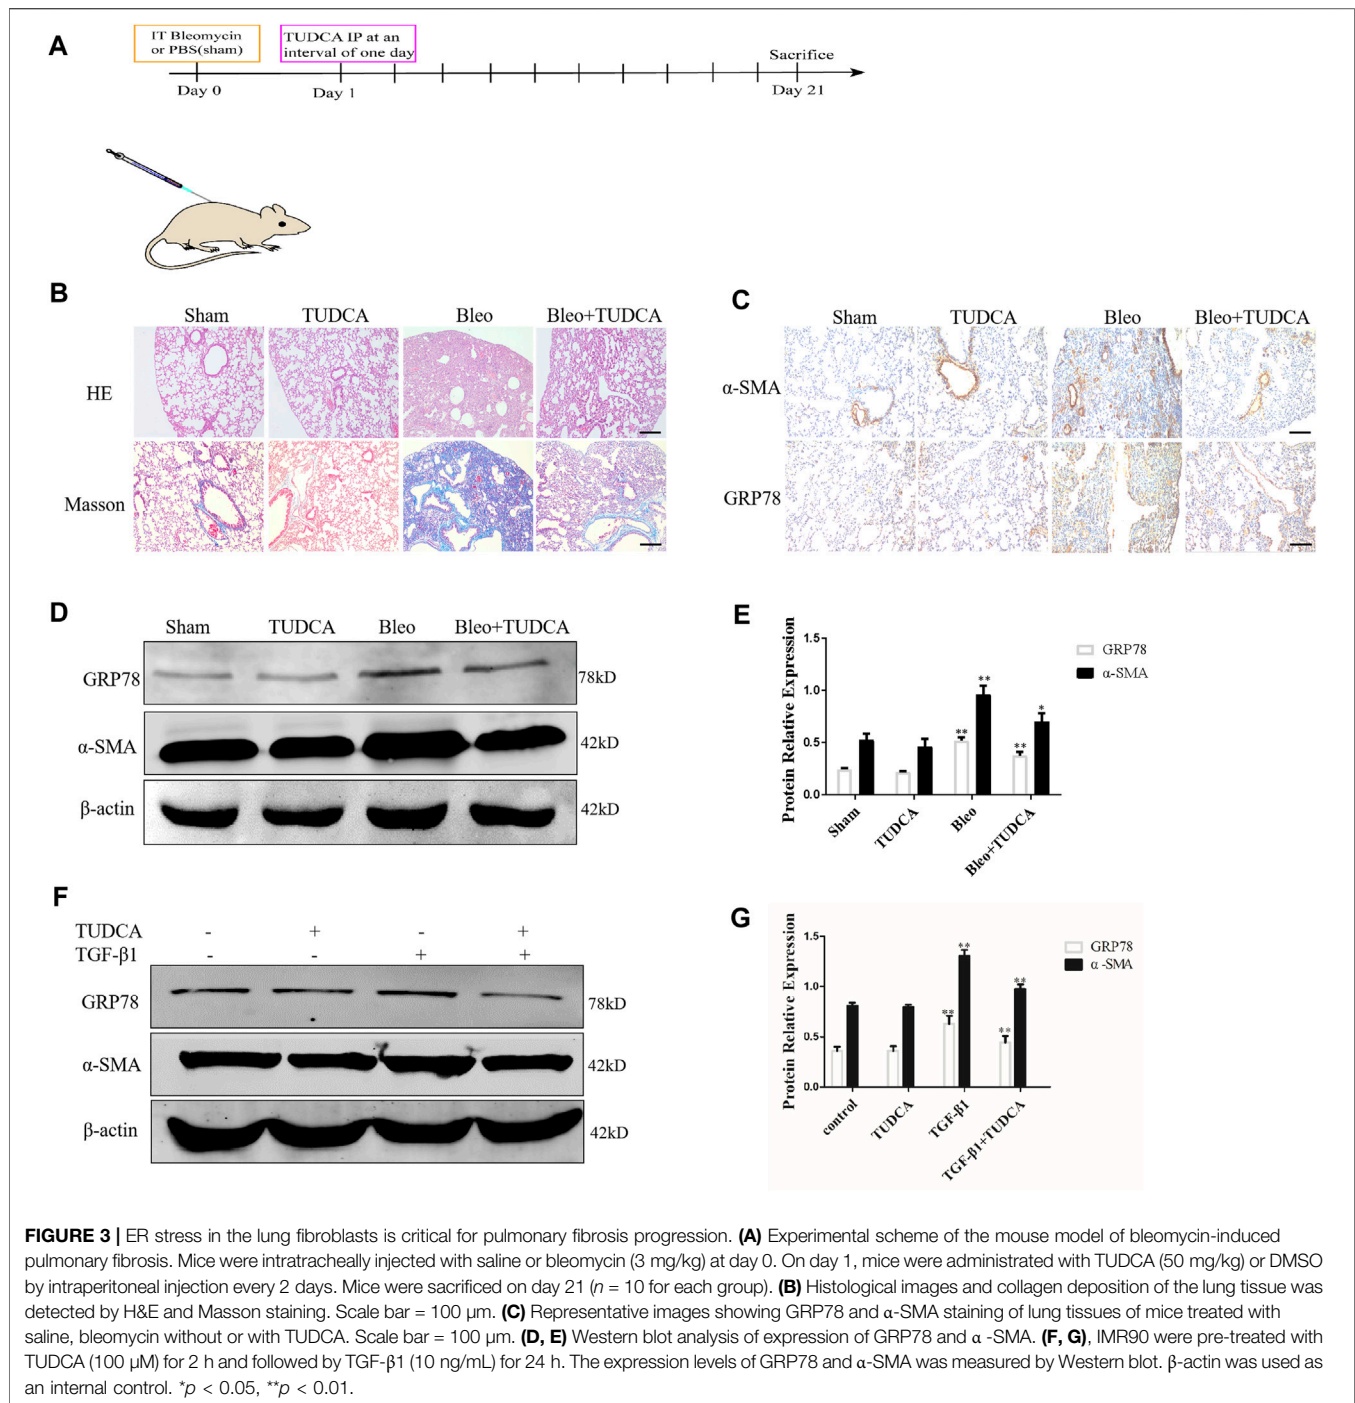 A
IT Bleomycin
or PBS(sham)
TUDCA IP at an
interval of one day
Sacrifice
Day 0
Day 1
Day 21
B
Sham TUDCA Bleo Bleo+TUDCA
HE
Masson
C
Sham TUDCA Bleo Bleo+TUDCA
α-SMA
GRP78
D
Sham TUDCA Bleo Bleo+TUDCA
GRP78 78kD
α-SMA 42kD
β-actin 42kD
E
Protein Relative Expression
1.5
1.0
0.5
0.0
** ** ** *
GRP78
α-SMA
Sham
TUDCA
Bleo
Bleo+TUDCA
F
TUDCA - + - +
TGF-β1 - - + +
GRP78 78kD
α-SMA 42kD
β-actin 42kD
G
Protein Relative Expression
1.5
1.0
0.5
0.0
** ** ** **
GRP78
α -SMA
control
TUDCA
TGF-β1
TGF-β1+TUDCA
FIGURE 3 | ER stress in the lung fibroblasts is critical for pulmonary fibrosis progression. (A) Experimental scheme of the mouse model of bleomycin-induced
pulmonary fibrosis. Mice were intratracheally injected with saline or bleomycin (3 mg/kg) at day 0. On day 1, mice were administrated with TUDCA (50 mg/kg) or DMSO
by intraperitoneal injection every 2 days. Mice were sacrificed on day 21 (n = 10 for each group). (B) Histological images and collagen deposition of the lung tissue was
detected by H&E and Masson staining. Scale bar = 100 μm. (C) Representative images showing GRP78 and α-SMA staining of lung tissues of mice treated with
saline, bleomycin without or with TUDCA. Scale bar = 100 μm. (D, E) Western blot analysis of expression of GRP78 and α -SMA. (F, G), IMR90 were pre-treated with
TUDCA (100 μM) for 2 h and followed by TGF-β1 (10 ng/mL) for 24 h. The expression levels of GRP78 and α-SMA was measured by Western blot. β-actin was used as
an internal control. *p < 0.05, **p < 0.01.